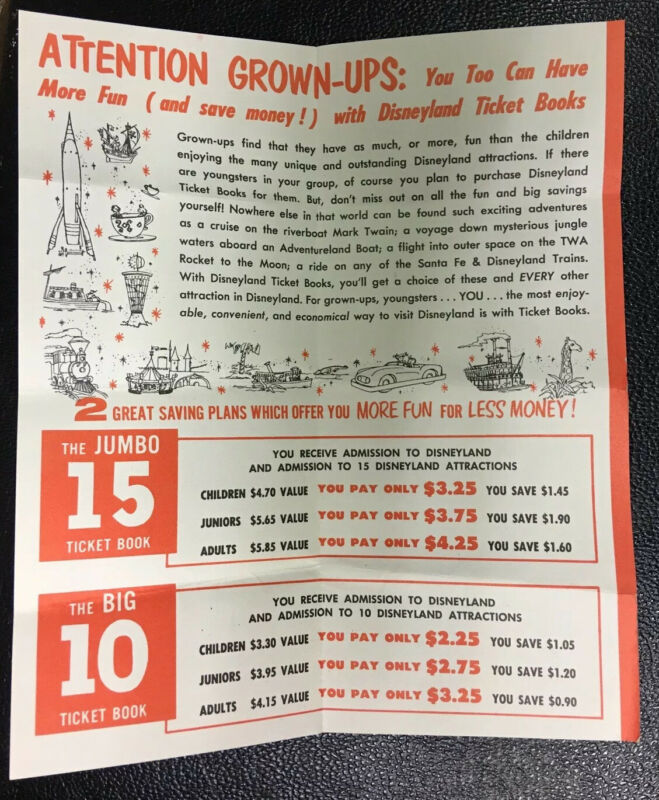 ATTENTION GROWN-UPS: You Too Can Have
More Fun (and save money!) with Disneyland Ticket Books
Grown-ups find that they have as much, or more, fun than the children
enjoying the many unique and outstanding Disneyland attractions. If there
are youngsters in your group, of course you plan to purchase Disneyland
Ticket Books for them. But, don't miss out on all the fun and big savings
yourself! Nowhere else in that world can be found such exciting adventures
as a cruise on the riverboat Mark Twain; a voyage down mysterious jungle
waters aboard an Adventureland Boat; a flight into outer space on the TWA
Rocket to the Moon; a ride on any of the Santa Fe & Disneyland Trains.
With Disneyland Ticket Books, you'll get a choice of these and EVERY other
attraction in Disneyland. For grown-ups, youngsters . . . YOU . . . the most enjoy-
able, convenient, and economical way to visit Disneyland is with Ticket Books.
2 GREAT SAVING PLANS WHICH OFFER YOU MORE FUN FOR LESS MONEY!
THE JUMBO
15
TICKET BOOK
YOU RECEIVE ADMISSION TO DISNEYLAND
AND ADMISSION TO 15 DISNEYLAND ATTRACTIONS
CHILDREN $4.70 VALUE YOU PAY ONLY $3.25 YOU SAVE $1.45
JUNIORS $5.65 VALUE YOU PAY ONLY $3.75 YOU SAVE $1.90
ADULTS $5.85 VALUE YOU PAY ONLY $4.25 YOU SAVE $1.60
THE BIG
10
TICKET BOOK
YOU RECEIVE ADMISSION TO DISNEYLAND
AND ADMISSION TO 10 DISNEYLAND ATTRACTIONS
CHILDREN $3.30 VALUE YOU PAY ONLY $2.25 YOU SAVE $1.05
JUNIORS $3.95 VALUE YOU PAY ONLY $2.75 YOU SAVE $1.20
ADULTS $4.15 VALUE YOU PAY ONLY $3.25 YOU SAVE $0.90